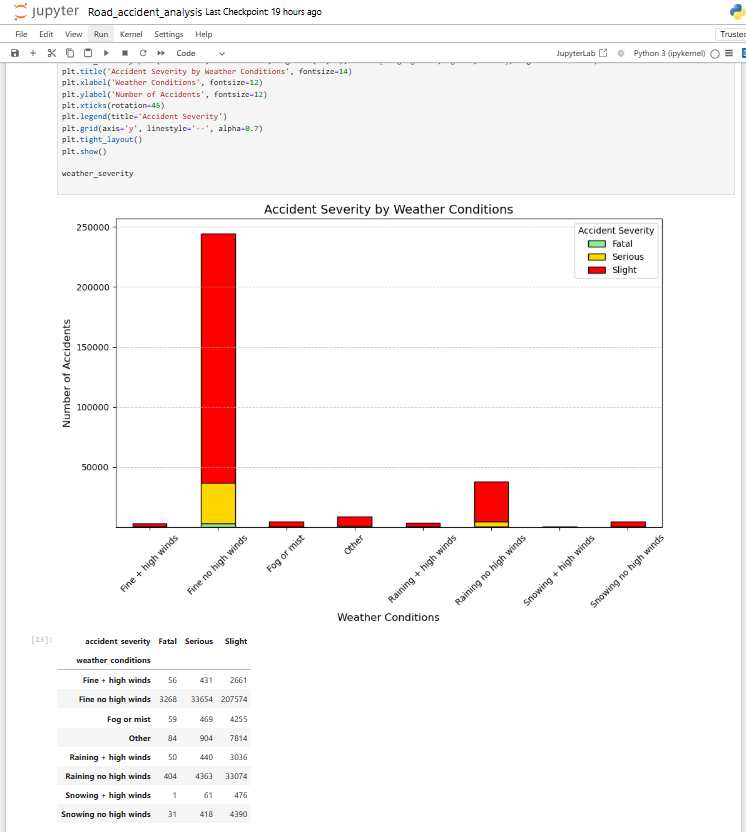 jupyter Road_accident_analysis Last Checkpoint: 19 hours ago
File Edit View Run Kernel Settings Help
Trusted
Code
JupyterLab
Python 3 (ipykernel)
plt.title('Accident Severity by Weather Conditions', fontsize=14)
plt.xlabel('Weather Conditions', fontsize=12)
plt.ylabel('Number of Accidents', fontsize=12)
plt.xticks(rotation=45)
plt.legend(title='Accident Severity')
plt.grid(axis='y', linestyle='--', alpha=0.7)
plt.tight_layout()
plt.show()
weather_severity
Accident Severity by Weather Conditions
250000
200000
150000
100000
50000
Number of Accidents
Accident Severity
Fatal
Serious
Slight
Fine + high winds
Fine no high winds
Fog or mist
Other
Raining + high winds
Raining no high winds
Snowing + high winds
Snowing no high winds
Weather Conditions
[13]:
accident_severity Fatal Serious Slight
weather_conditions
Fine + high winds 56 431 2661
Fine no high winds 3268 33654 207574
Fog or mist 59 469 4255
Other 84 904 7814
Raining + high winds 50 440 3036
Raining no high winds 404 4363 33074
Snowing + high winds 1 61 476
Snowing no high winds 31 418 4390